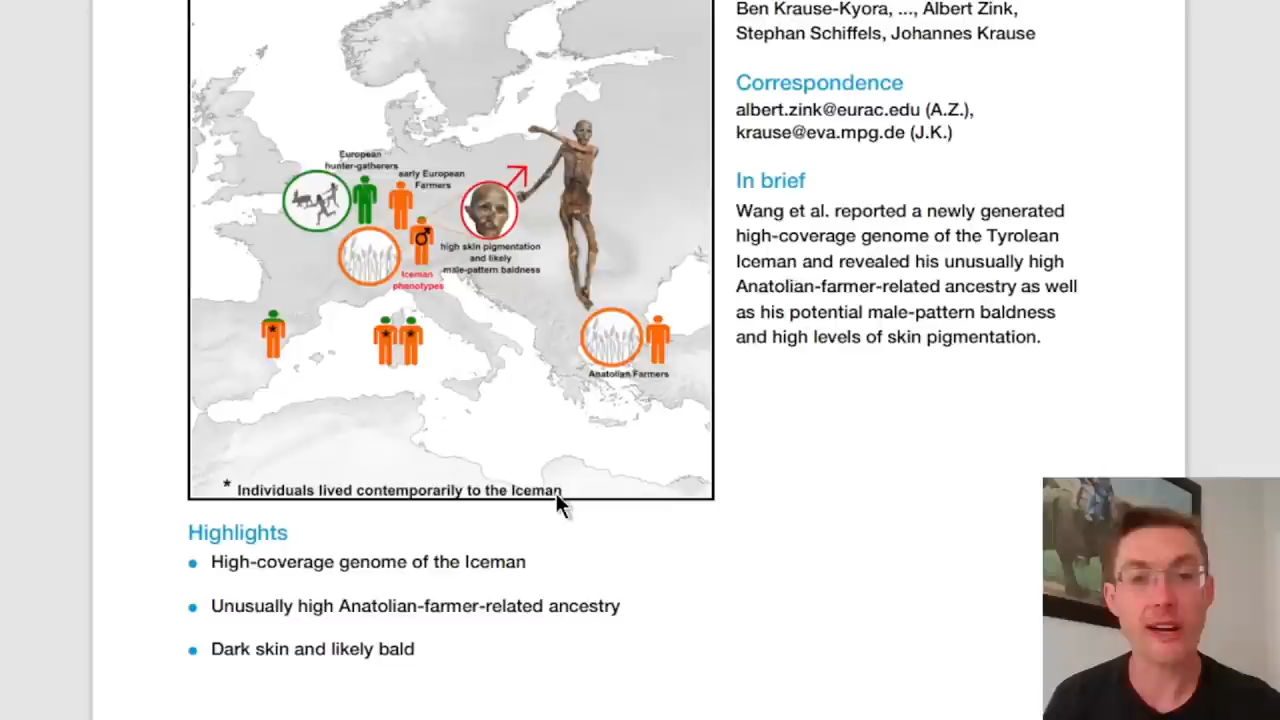 Ben Krause-Kyora, ..., Albert Zink,
Stephan Schiffels, Johannes Krause
Correspondence
albert.zink@eurac.edu (A.Z.),
krause@eva.mpg.de (J.K.)
In brief
Wang et al. reported a newly generated
high-coverage genome of the Tyrolean
Iceman and revealed his unusually high
Anatolian-farmer-related ancestry as well
as his potential male-pattern baldness
and high levels of skin pigmentation.
European
hunter-gatherers
early European
Farmers
high skin pigmentation
and likely
male-pattern baldness
Iceman
phenotypes
Anatolian Farmers
* Individuals lived contemporarily to the Iceman
Highlights
• High-coverage genome of the Iceman
• Unusually high Anatolian-farmer-related ancestry
• Dark skin and likely bald